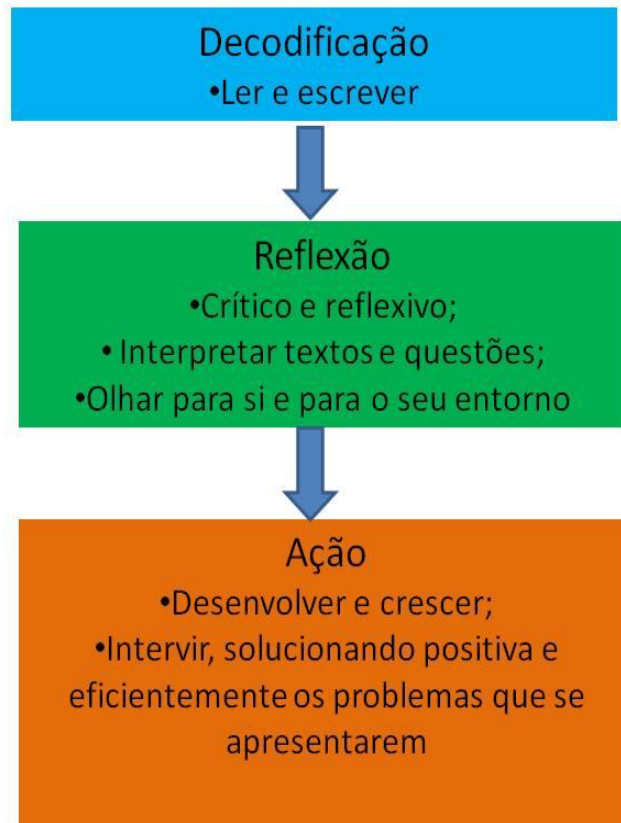 Decodificação
•Ler e escrever
Reflexão
•Crítico e reflexivo;
• Interpretar textos e questões;
•Olhar para si e para o seu entorno
Ação
•Desenvolver e crescer;
•Intervir, solucionando positiva e
eficientemente os problemas que se
apresentarem